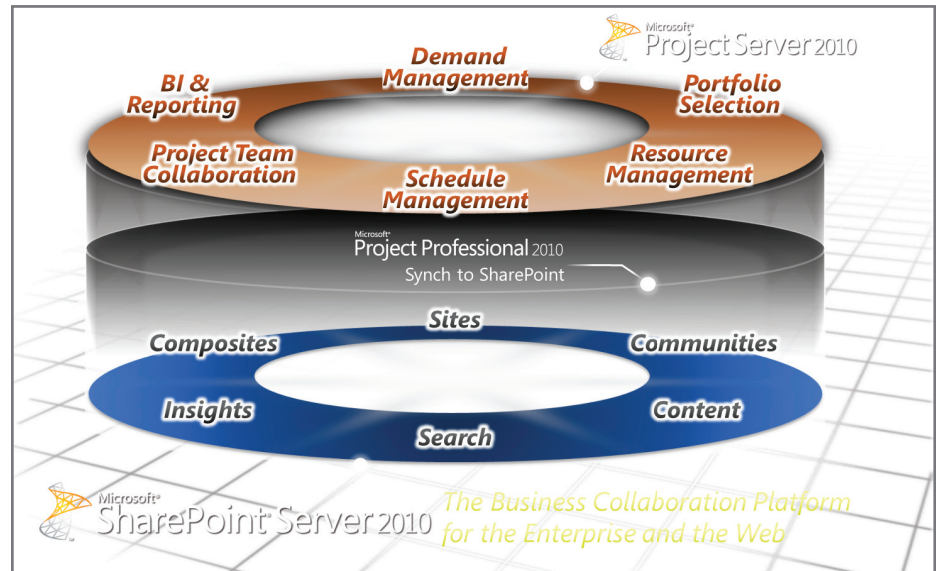 Microsoft®
Project Server 2010
Demand
Management
BI &
Reporting
Portfolio
Selection
Project Team
Collaboration
Resource
Management
Schedule
Management
Microsoft®
Project Professional 2010
Synch to SharePoint
Sites
Composites
Communities
Insights
Content
Search
Microsoft®
SharePoint Server 2010
The Business Collaboration Platform
for the Enterprise and the Web